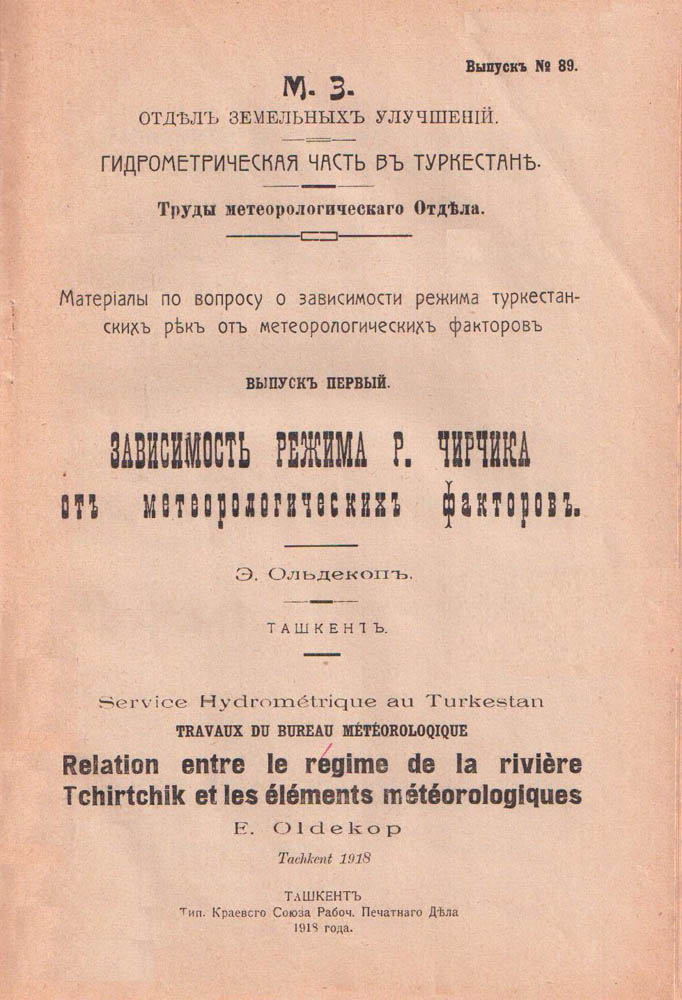 Выпускъ № 89.
М. З.
ОТДѢЛЪ ЗЕМЕЛЬНЫХЪ УЛУЧШЕНІЙ.
ГИДРОМЕТРИЧЕСКАЯ ЧАСТЬ ВЪ ТУРКЕСТАНѢ.
Труды метеорологическаго Отдѣла.
Матеріалы по вопросу о зависимости режима туркестан-
скихъ рѣкъ отъ метеорологическихъ факторовъ
ВЫПУСКЪ ПЕРВЫЙ.
ЗАВИСИМОСТЬ РЕЖИМА Р. ЧИРЧИКА
отъ метеорологическихъ факторовъ.
Э. Ольдекопъ.
ТАШКЕНТЪ.
Service Hydrométrique au Turkestan
TRAVAUX DU BUREAU MÉTÉOROLOQIQUE
Relation entre le régime de la rivière
Tchirtchik et les éléments météorologiques
E. Oldekop
Tachkent 1918
ТАШКЕНТЪ
Тип. Краевсго Союза Рабоч. Печатнаго Дѣла
1918 года.